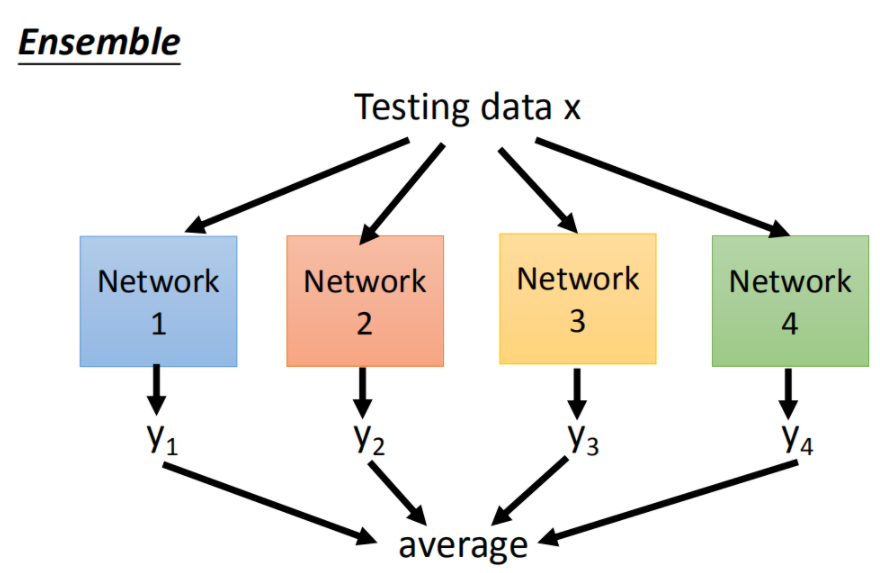 Ensemble
Testing data x
Network
1
Network
2
Network
3
Network
4
y₁
y₂
y₃
y₄
average